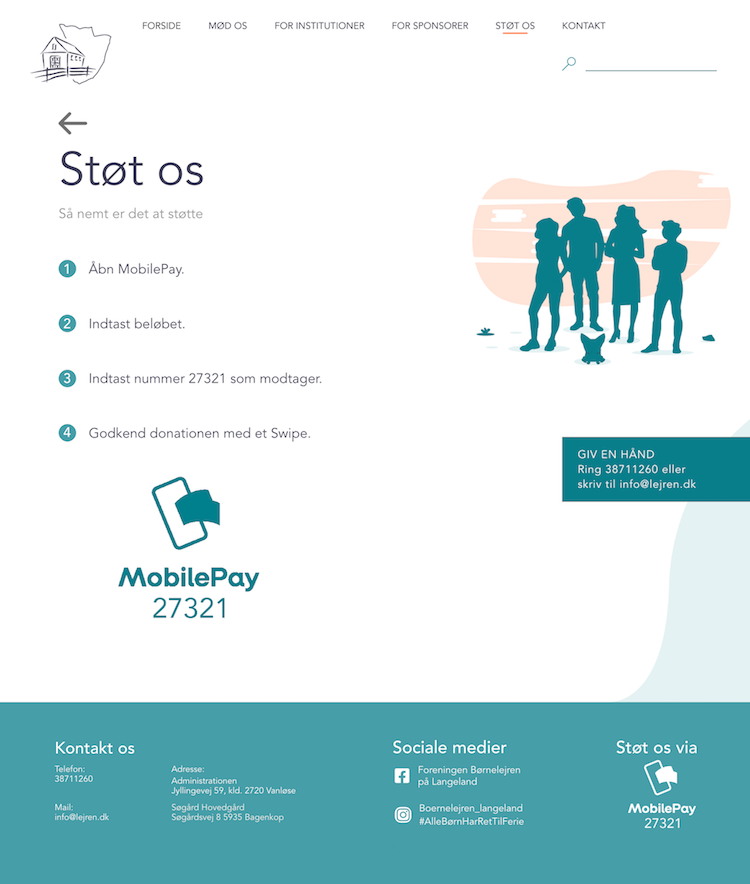 FORSIDE MØD OS FOR INSTITUTIONER FOR SPONSORER STØT OS KONTAKT
Støt os
Så nemt er det at støtte
1 Åbn MobilePay.
2 Indtast beløbet.
3 Indtast nummer 27321 som modtager.
4 Godkend donationen med et Swipe.
GIV EN HÅND
Ring 38711260 eller
skriv til info@lejren.dk
MobilePay
27321
Kontakt os
Telefon:
38711260
Mail:
info@lejren.dk
Adresse:
Administrationen
Jyllingevej 59, kld. 2720 Vanløse
Søgård Hovedgård
Søgårdsvej 8 5935 Bagenkop
Sociale medier
Foreningen Børnelejren
på Langeland
Boernelejren_langeland
#AlleBørnHarRetTilFerie
Støt os via
MobilePay
27321